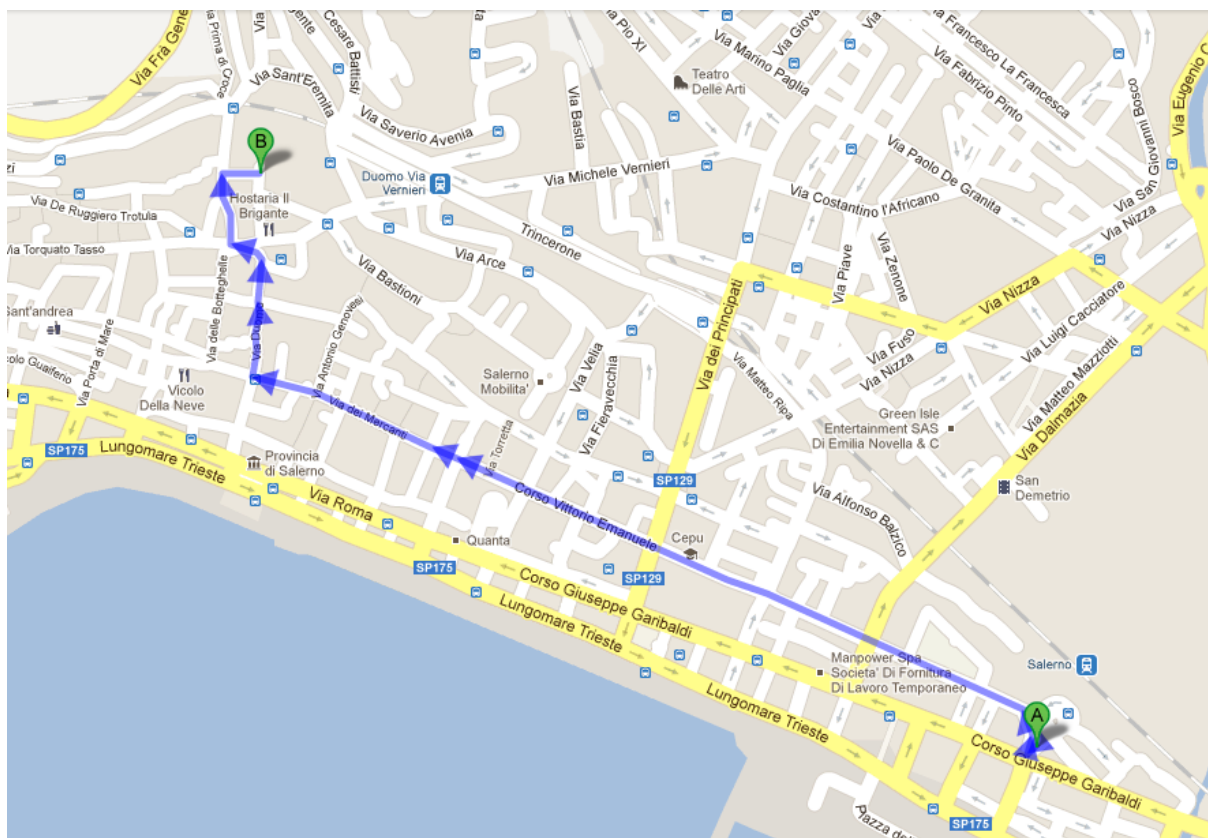 Via Frà Gene
Via Prima di Croce
gente
Cesare Battisti
Via Pio XI
Via Giova
Via Marino Paglia
Via Francesco La Francesca
Via Fabrizio Pinto
Via San Giovanni Bosco
Via Eugenio C
Via Sant'Eremita
Teatro
Delle Arti
Via Saverio Avenia
Via Bastia
B
Via Michele Vernieri
Via Paolo De Granita
zi
Duomo Via
Vernieri
Hostaria Il
Brigante
Via De Ruggiero Trotula
Via Costantino l'Africano
Via Nizza
Via Torquato Tasso
Trincerone
Via Arce
Via Bastioni
Via Piave
Via Zenone
Via delle Botteghelle
Via Nizza
Via Luigi Cacciatore
Sant'andrea
Via Porta di Mare
Via Duomo
Via Antonio Genovesi
Via dei Principati
Via Fuso
Via Nizza
Via Velia
Via Fieravecchia
Via Matteo Ripa
Via Matteo Mazziotti
colo Guaiferio
Vicolo
Della Neve
Salerno
Mobilita'
Via dei Mercanti
Via Torretta
Green Isle
Entertainment SAS
Di Emilia Novella & C
Via Dalmazia
SP175
Lungomare Trieste
Provincia
di Salerno
Via Roma
Corso Vittorio Emanuele
SP129
Via Alfonso Balzico
San
Demetrio
Quanta
Cepu
SP175
SP129
Corso Giuseppe Garibaldi
Lungomare Trieste
Manpower Spa
Societa' Di Fornitura
Di Lavoro Temporaneo
Salerno
Lungomare Trieste
A
Corso Giuseppe Garibaldi
SP175
Piazza de